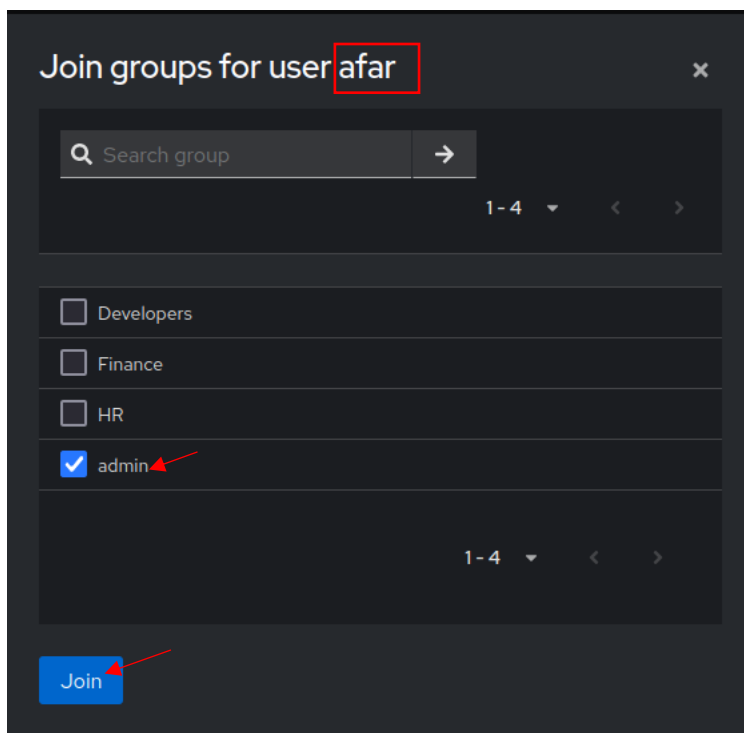 Join groups for user afar
Search group
1 - 4
Developers
Finance
HR
admin
1 - 4
Join